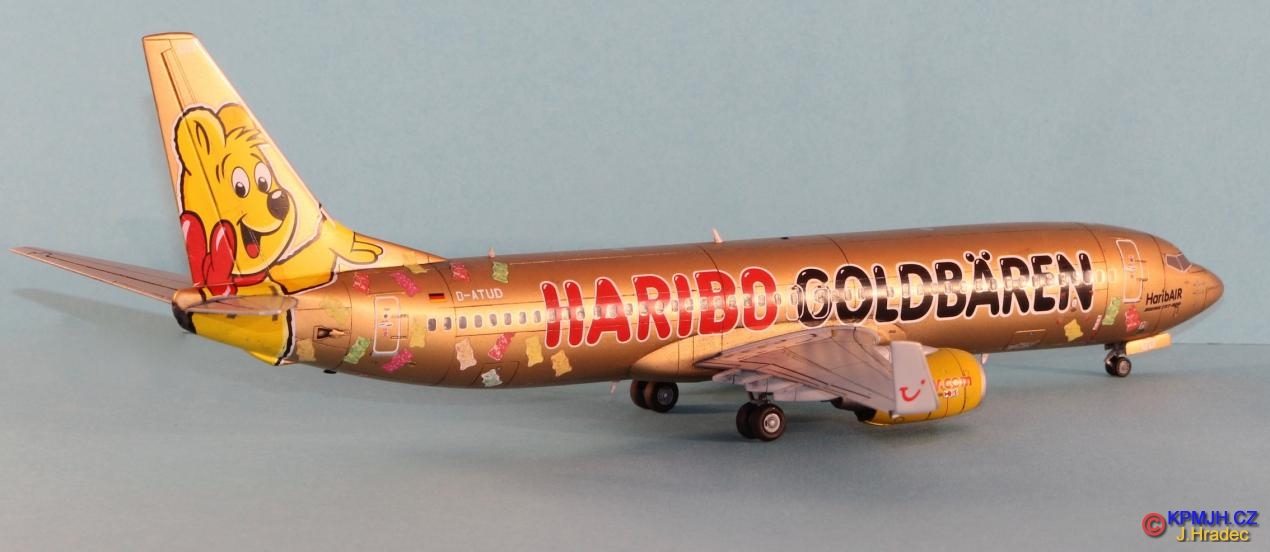 D-ATUD
HARIBO GOLDBÄREN
HaribAIR
©KPMJH.CZ
J.Hradec